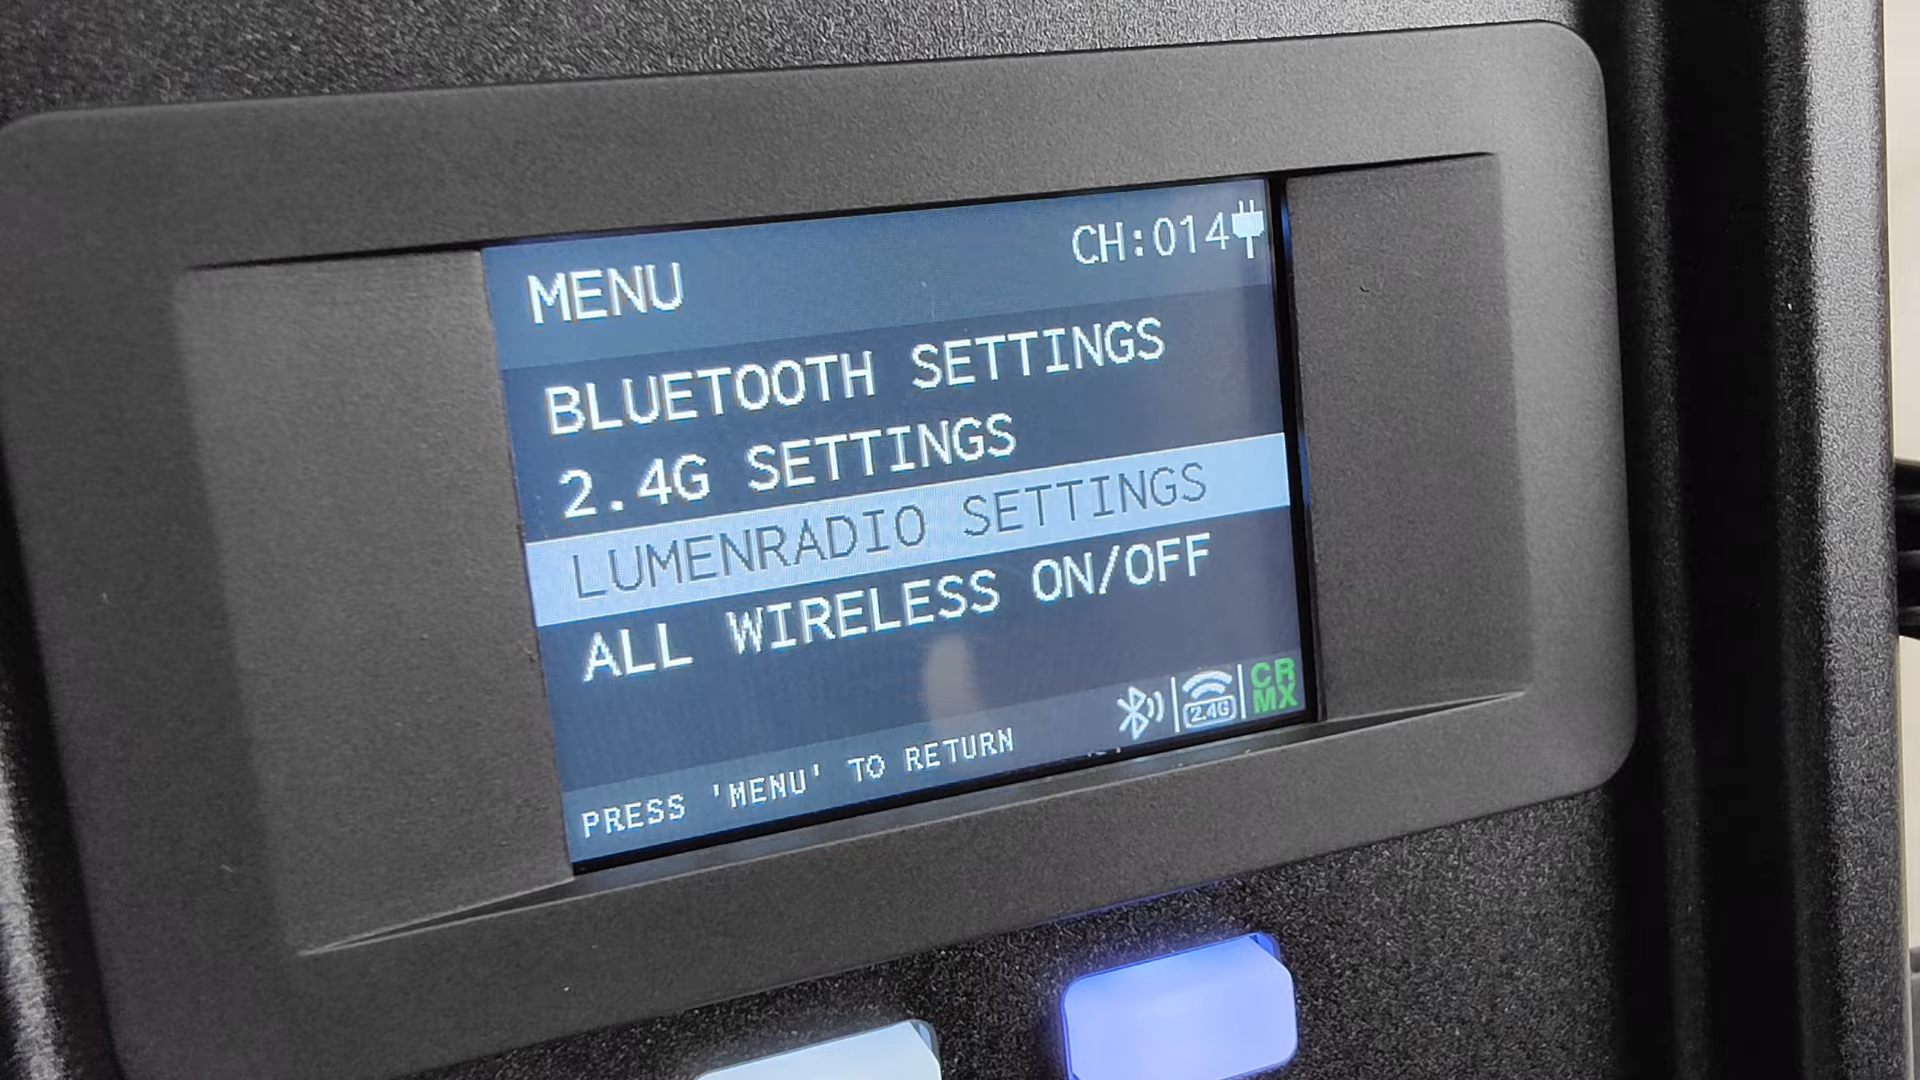 MENU CH:014
BLUETOOTH SETTINGS
2.4G SETTINGS
LUMENRADIO SETTINGS
ALL WIRELESS ON/OFF
2.4G
CR
MX
PRESS 'MENU' TO RETURN